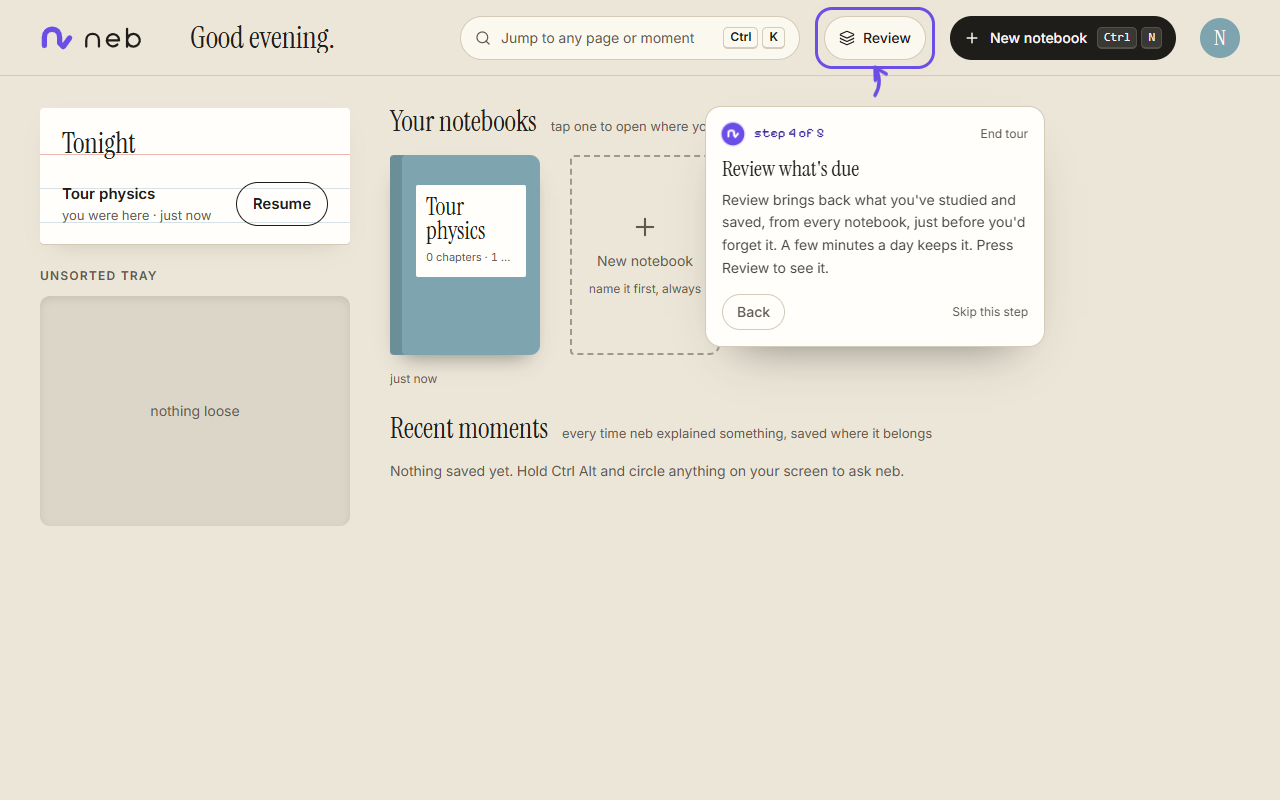 neb
Good evening.
Jump to any page or moment
Ctrl K
Review
New notebook
Ctrl N
N
Tonight
Tour physics
you were here · just now
Resume
UNSORTED TRAY
nothing loose
Your notebooks
tap one to open where yo
Tour
physics
0 chapters · 1 ...
just now
New notebook
name it first, always
step 4 of 8
End tour
Review what's due
Review brings back what you've studied and
saved, from every notebook, just before you'd
forget it. A few minutes a day keeps it. Press
Review to see it.
Back
Skip this step
Recent moments
every time neb explained something, saved where it belongs
Nothing saved yet. Hold Ctrl Alt and circle anything on your screen to ask neb.